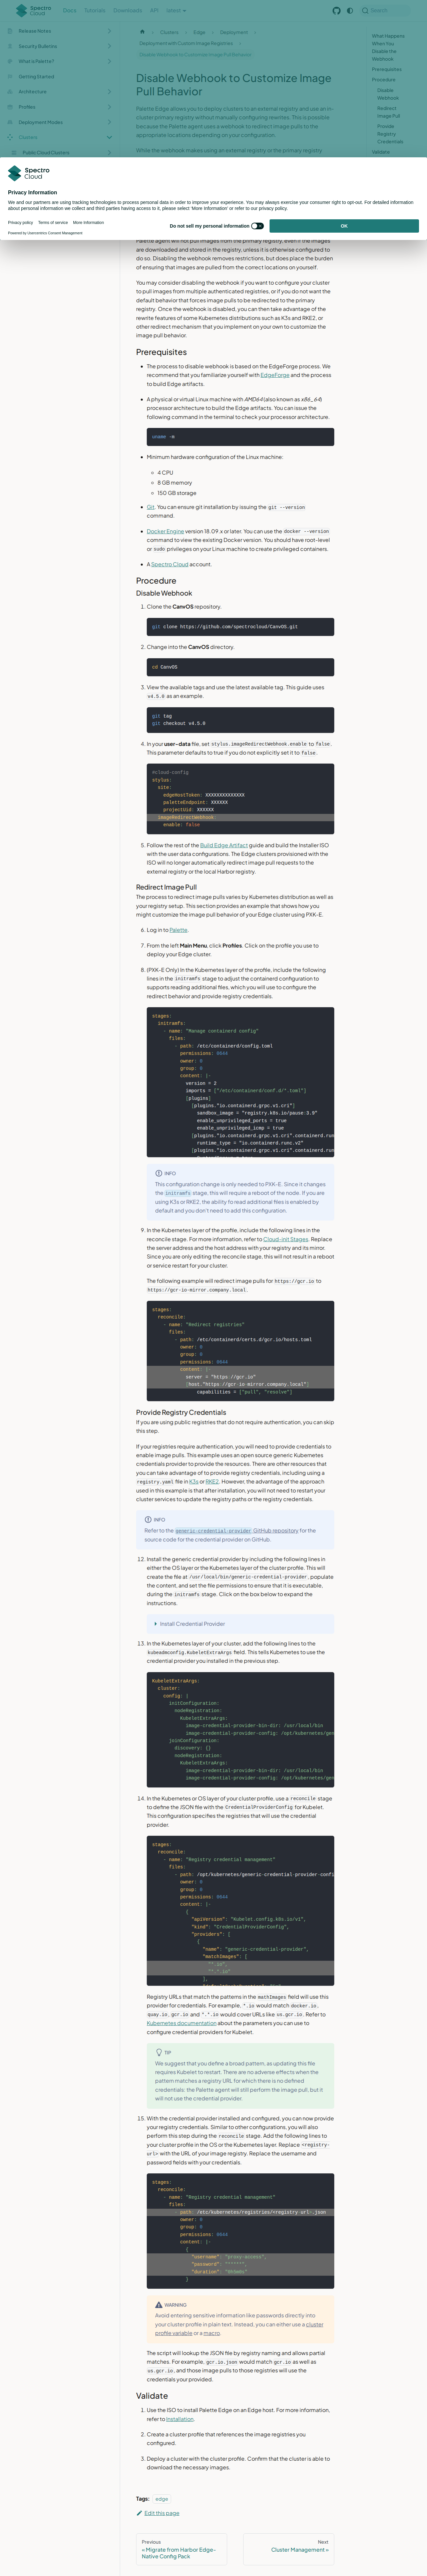 Spectro
Cloud
Docs
Tutorials
Downloads
API
latest
Search
Release Notes
Security Bulletins
What is Palette?
Getting Started
Architecture
Profiles
Deployment Modes
Clusters
Public Cloud Clusters
Clusters
Edge
Deployment
Deployment with Custom Image Registries
Disable Webhook to Customize Image Pull Behavior
What Happens
When You
Disable the
Webhook
Prerequisites
Procedure
Disable
Webhook
Redirect
Image Pull
Provide
Registry
Credentials
Validate
Disable Webhook to Customize Image
Pull Behavior
Palette Edge allows you to deploy clusters to an external registry and use an in-
cluster primary registry without manually configuring image pull behaviors. This is
possible because the Palette agent uses a webhook to redirect image pulls to the
appropriate locations depending on your configuration.
While the webhook makes using an external registry or the primary registry
Spectro
Cloud
Privacy Information
We and our partners use the information collected (including through cookies and similar technologies) to improve and customize your user experience. You may always exercise your consumer right to opt-out. For detailed information
about personal information we collect and third parties having access to it, please select 'More Information' or refer to our privacy policy.
Privacy policy
Terms of service
More Information
Do not sell my personal information
OK
Powered by Usercentrics Consent Management
Palette agent will not pull images from the primary registry, even if the images
are downloaded and stored in the primary registry. This allows you to work
around situations where redirecting image pulls to the primary registry is not
desirable. Disabling the webhook removes restrictions, but also places the burden
of ensuring all images are pulled from the correct locations on yourself.
You may consider disabling the webhook if you want to configure your cluster
to pull images from multiple authenticated registries, or if you do not want the
default webhook behavior that forces image pulls to be redirected to the primary
registry. Once the webhook is disabled, you can then take advantage of the
rewrite features of some Kubernetes distributions such as K3s and RKE2, or
other redirect mechanism that you implement on your own to customize the
image pull behavior.
Prerequisites
The process to disable webhook is based on the EdgeForge process. We
recommend that you familiarize yourself with EdgeForge and the process
to build Edge artifacts.
A physical or virtual Linux machine with AMD64 (also known as x86_64)
processor architecture to build the Edge artifacts. You can issue the
following command in the terminal to check your processor architecture.
uname -m
Minimum hardware configuration of the Linux machine:
4 CPU
8 GB memory
150 GB storage
Git. You can ensure git installation by issuing the git --version
command.
Docker Engine version 18.09.x or later. You can use the docker --version
command to view the existing Docker version. You should have root-level
or sudo privileges on your Linux machine to create privileged containers.
A Spectro Cloud account.
Procedure
Disable Webhook
1. Clone the CanvOS repository.
git clone https://github.com/spectrocloud/CanvOS.git
2. Change into the CanvOS directory.
cd CanvOS
3. View the available tags and use the latest available tag. This guide uses
v4.5.0 as an example.
git tag
git checkout v4.5.0
4. In your user-data file, set stylus.imageRedirectWebhook.enable to false.
This parameter defaults to true if you do not explicitly set it to false.
#cloud-config
stylus:
site:
edgeHostToken: XXXXXXXXXXXXXX
paletteEndpoint: XXXXXX
projectUid: XXXXXX
imageRedirectWebhook:
enable: false
5. Follow the rest of the Build Edge Artifact guide and build the Installer ISO
with the user data configurations. The Edge clusters provisioned with the
ISO will no longer automatically redirect image pull requests to the
external registry or the local Harbor registry.
Redirect Image Pull
The process to redirect image pulls varies by Kubernetes distribution as well as
your registry setup. This section provides an example that shows how you
might customize the image pull behavior of your Edge cluster using PXK-E.
6. Log in to Palette.
7. From the left Main Menu, click Profiles. Click on the profile you use to
deploy your Edge cluster.
8. (PXK-E Only) In the Kubernetes layer of the profile, include the following
lines in the initramfs stage to adjust the containerd configuration to
supports reading additional files, which you will use to configure the
pattern to provide your repository credentials.
stages:
initramfs:
- name: "Manage containerd config"
files:
- path: /etc/containerd/config.toml
permissions: 0644
owner: 0
group: 0
content: |-
version = 2
imports = ["/etc/containerd/conf.d/*.toml"]
[plugins]
[plugins."io.containerd.grpc.v1.cri"]
sandbox_image = "registry.k8s.io/pause:3.9"
enable_unprivileged_ports = true
enable_unprivileged_icmp = true
[plugins."io.containerd.grpc.v1.cri".containerd.run
runtime_type = "io.containerd.runc.v2"
[plugins."io.containerd.grpc.v1.cri".containerd.run
INFO
This configuration change is only needed to PXK-E. Since it changes
the initramfs stage, this will require a reboot of the node. If you are
using K3s or RKE2, the ability fo read additional files is enabled by
default and you don't need to add this configuration.
9. In the Kubernetes layer of the profile, include the following lines in the
reconcile stage. For more information, refer to Cloud-init Stages. Replace
the server address and the host address with your registry and its mirror.
Since you are only editing the reconcile stage, this will not result in a reboot
or service restart for your cluster.
The following example will redirect image pulls for https://gcr.io to
https://gcr-io-mirror.company.local.
stages:
reconcile:
- name: "Redirect registries"
files:
- path: /etc/containerd/certs.d/gcr.io/hosts.toml
owner: 0
group: 0
permissions: 0644
content: |-
server = "https://gcr.io"
[host."https://gcr-io-mirror.company.local"]
capabilities = ["pull", "resolve"]
Provide Registry Credentials
If you are using public registries that do not require authentication, you can skip
this step.
If your registries require authentication, you will need to provide credentials to
enable image pulls. This example uses an open source generic credential
provider to provide the resources to provide the credentials. There are other resources that
you can take advantage of to provide registry credentials, including using a
registry.yaml file in K3s or RKE2. However, the advantage of the approach
used in this example is that it is more secure, and that you do not need to restart
your cluster services to update the registry paths or the registry credentials.
INFO
Refer to the generic-credential-provider GitHub repository for the
source code for the credential provider on GitHub.
12. Install the generic credential provider by including the following lines in
either the OS layer or the Kubernetes layer of the cluster profile. This will
create the file at /usr/local/bin/generic-credential-provider, populate
the content, and set the file permissions to ensure that it is executable,
during the initramfs stage. Click on the box below to expand the
instructions.
Install Credential Provider
13. In the Kubernetes layer of your cluster, add the following lines to the
kubeadmconfig.KubeletExtraArgs field. This tells Kubernetes to use the
credential provider you installed in the previous step.
KubeletExtraArgs:
cluster:
config: |
initConfiguration:
nodeRegistration:
kubeletExtraArgs:
image-credential-provider-bin-dir: /usr/local/bin
image-credential-provider-config: /opt/kubernetes/gen
joinConfiguration:
discovery: {}
nodeRegistration:
kubeletExtraArgs:
image-credential-provider-bin-dir: /usr/local/bin
image-credential-provider-config: /opt/kubernetes/gen
14. In the Kubernetes or OS layer of your cluster profile, use a reconcile stage
to define the JSON file with the CredentialProviderConfig for Kubelet.
This configuration specifies the registries that will use the credential
provider.
stages:
reconcile:
- name: "Registry credential management"
files:
- path: /opt/kubernetes/generic-credential-provider-confi
owner: 0
group: 0
permissions: 0644
content: |-
{
"apiVersion": "kubelet.config.k8s.io/v1",
"kind": "CredentialProviderConfig",
"providers": [
{
"name": "generic-credential-provider",
"matchImages": [
"*.io",
"*.*.io"
],
Registry URLs that match the patterns in the mathImages field will use this
credential provider. For example, *.io would match docker.io,
quay.io, gcr.io and *.*.io would cover URLs like us.gcr.io. Refer to
Kubernetes documentation about the parameters you can use to
configure credential providers for Kubelet.
TIP
We suggest that you define a broad pattern, as updating this file
requires Kubelet to restart. There are no adverse effects when the
pattern matches a registry URL for which there is no defined
credentials: the Palette agent will still perform the image pull, but it
will not use the credential provider.
15. With the credential provider installed and configured, you can now provide
your registry credentials. Similar to other configurations, you will also
perform this step during the reconcile stage. Add the following lines to
your cluster profile in the OS or the Kubernetes layer. Replace <registry-
url> with the URL of your image registry. Replace the username and
password fields with your credentials.
stages:
reconcile:
- name: "Registry credential management"
files:
- path: /etc/kubernetes/registries/<registry-url>.json
owner: 0
group: 0
permissions: 0644
content: |-
{
"username": "proxy-access",
"password": "******",
"duration": "0h5m0s"
}
WARNING
Avoid entering sensitive information like passwords directly into
your cluster profile in plain text. Instead, you can either use a cluster
profile variable or a macro.
The script will lookup the JSON file by registry naming and allows partial
matches. For example, gcr.io.json would match gcr.io as well as
us.gcr.io, and those image pulls to those registries will use the
credentials you provided.
Validate
1. Use the ISO to install Palette Edge on an Edge host. For more information,
refer to Installation.
2. Create a cluster profile that references the image registries you
configured.
3. Deploy a cluster with the cluster profile. Confirm that the cluster is able to
download the necessary images.
Tags:
edge
Edit this page
Previous
« Migrate from Harbor Edge-
Native Config Pack
Next
Cluster Management »